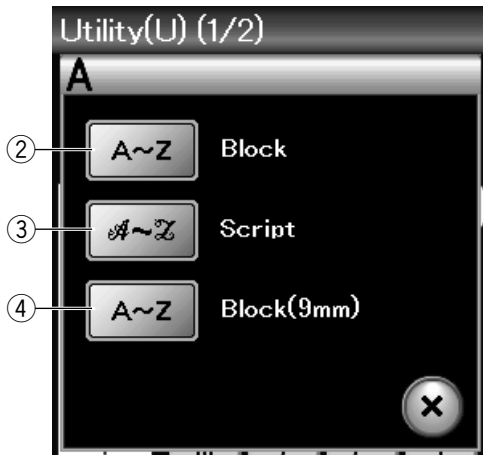 Utility(U) (1/2)
A
② A~Z Block
③ 𝒜~𝒵 Script
④ A~Z Block(9mm)
×